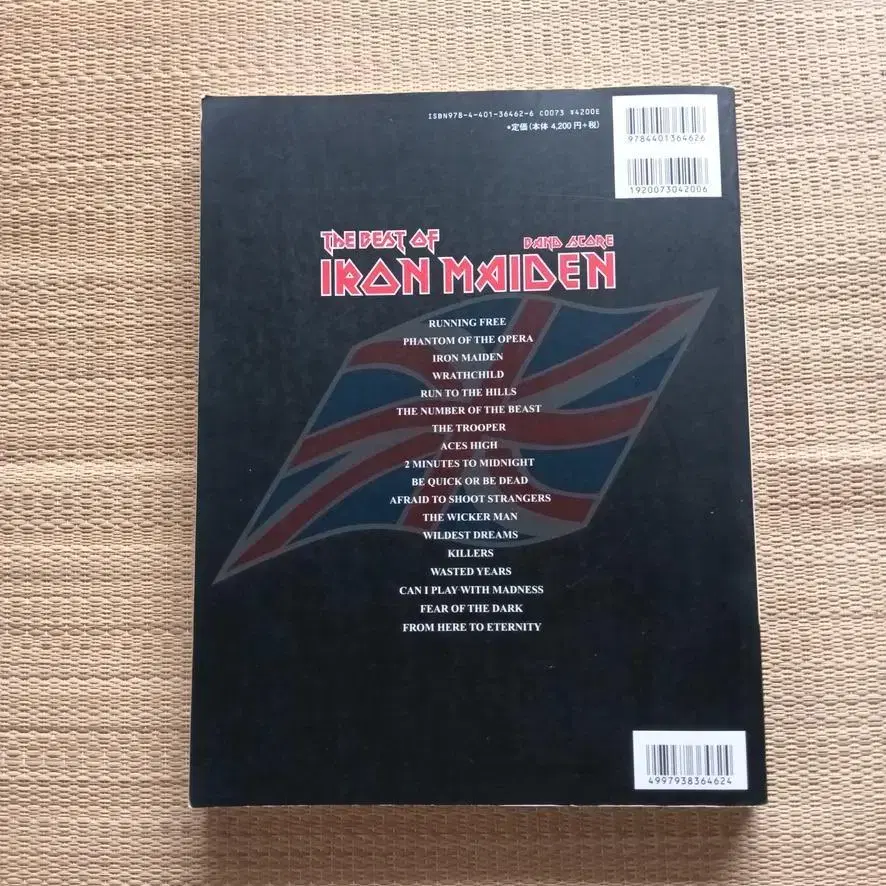 ISBN978-4-401-36462-6 C0073 ¥4200E
*定価(本体 4,200円+税)
9784401364626
1920073042006
THE BEST OF BAND SCORE
IRON MAIDEN
RUNNING FREE
PHANTOM OF THE OPERA
IRON MAIDEN
WRATHCHILD
RUN TO THE HILLS
THE NUMBER OF THE BEAST
THE TROOPER
ACES HIGH
2 MINUTES TO MIDNIGHT
BE QUICK OR BE DEAD
AFRAID TO SHOOT STRANGERS
THE WICKER MAN
WILDEST DREAMS
KILLERS
WASTED YEARS
CAN I PLAY WITH MADNESS
FEAR OF THE DARK
FROM HERE TO ETERNITY
4997938364624